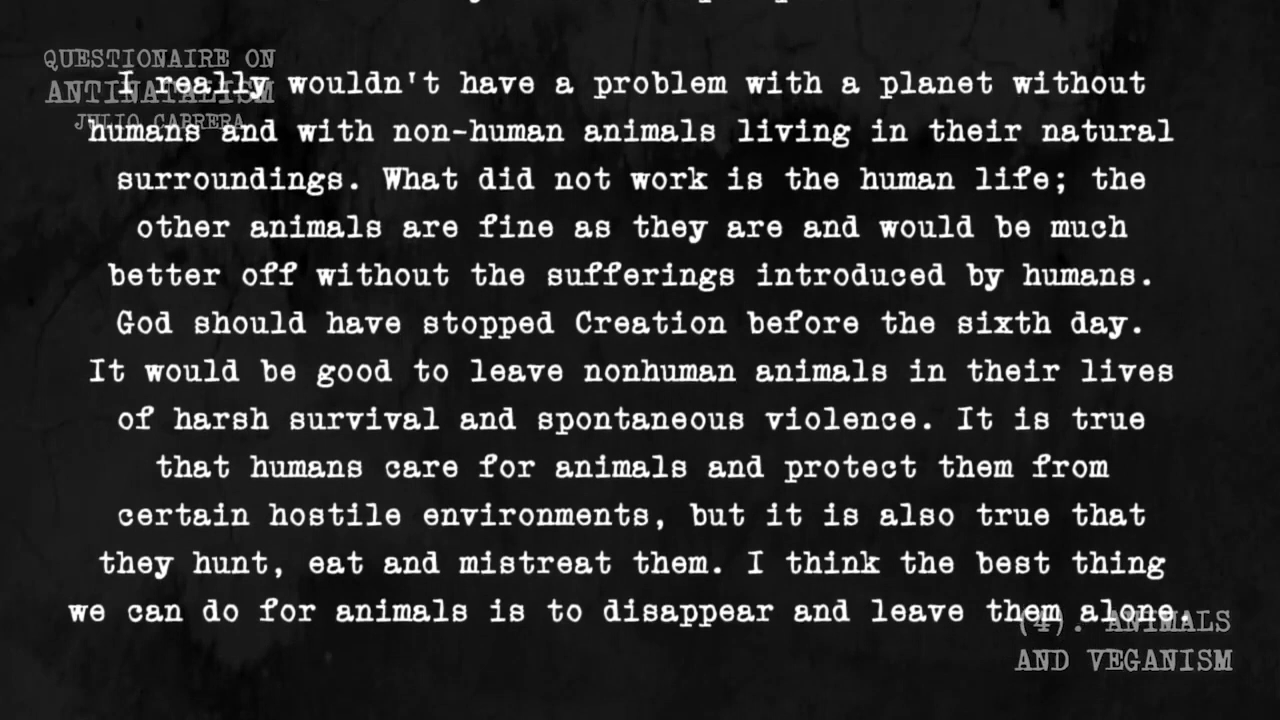 QUESTIONAIRE ON
ANTINATALISM
JULIO CABRERA
I really wouldn't have a problem with a planet without
humans and with non-human animals living in their natural
surroundings. What did not work is the human life; the
other animals are fine as they are and would be much
better off without the sufferings introduced by humans.
God should have stopped Creation before the sixth day.
It would be good to leave nonhuman animals in their lives
of harsh survival and spontaneous violence. It is true
that humans care for animals and protect them from
certain hostile environments, but it is also true that
they hunt, eat and mistreat them. I think the best thing
we can do for animals is to disappear and leave them alone.
(4). ANIMALS
AND VEGANISM